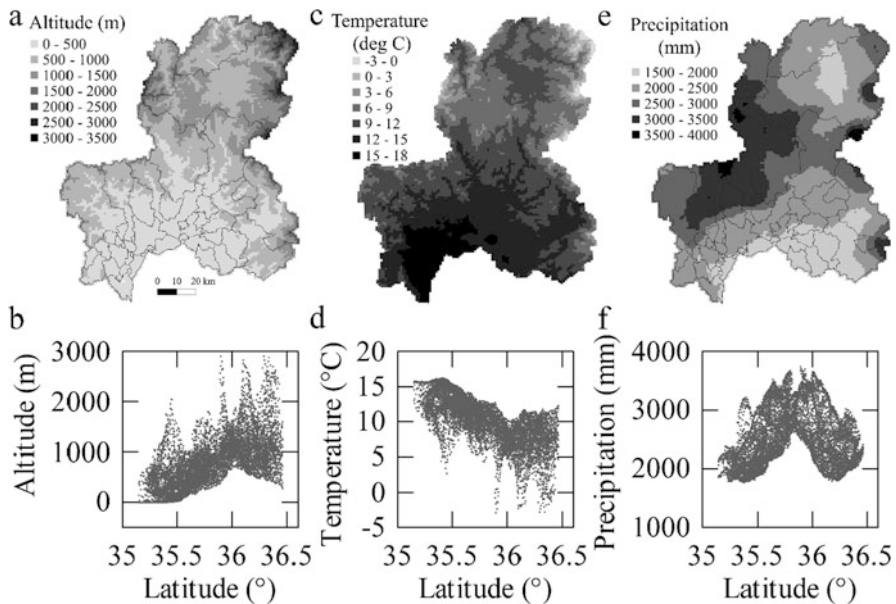 a
Altitude (m)
0 - 500
500 - 1000
1000 - 1500
1500 - 2000
2000 - 2500
2500 - 3000
3000 - 3500
0 10 20 km
c
Temperature
(deg C)
-3 - 0
0 - 3
3 - 6
6 - 9
9 - 12
12 - 15
15 - 18
e
Precipitation
(mm)
1500 - 2000
2000 - 2500
2500 - 3000
3000 - 3500
3500 - 4000
b
Altitude (m)
3000
2000
1000
0
35 35.5 36 36.5
Latitude (°)
d
Temperature (°C)
20
15
10
5
0
-5
35 35.5 36 36.5
Latitude (°)
f
Precipitation (mm)
4000
3000
2000
1000
35 35.5 36 36.5
Latitude (°)